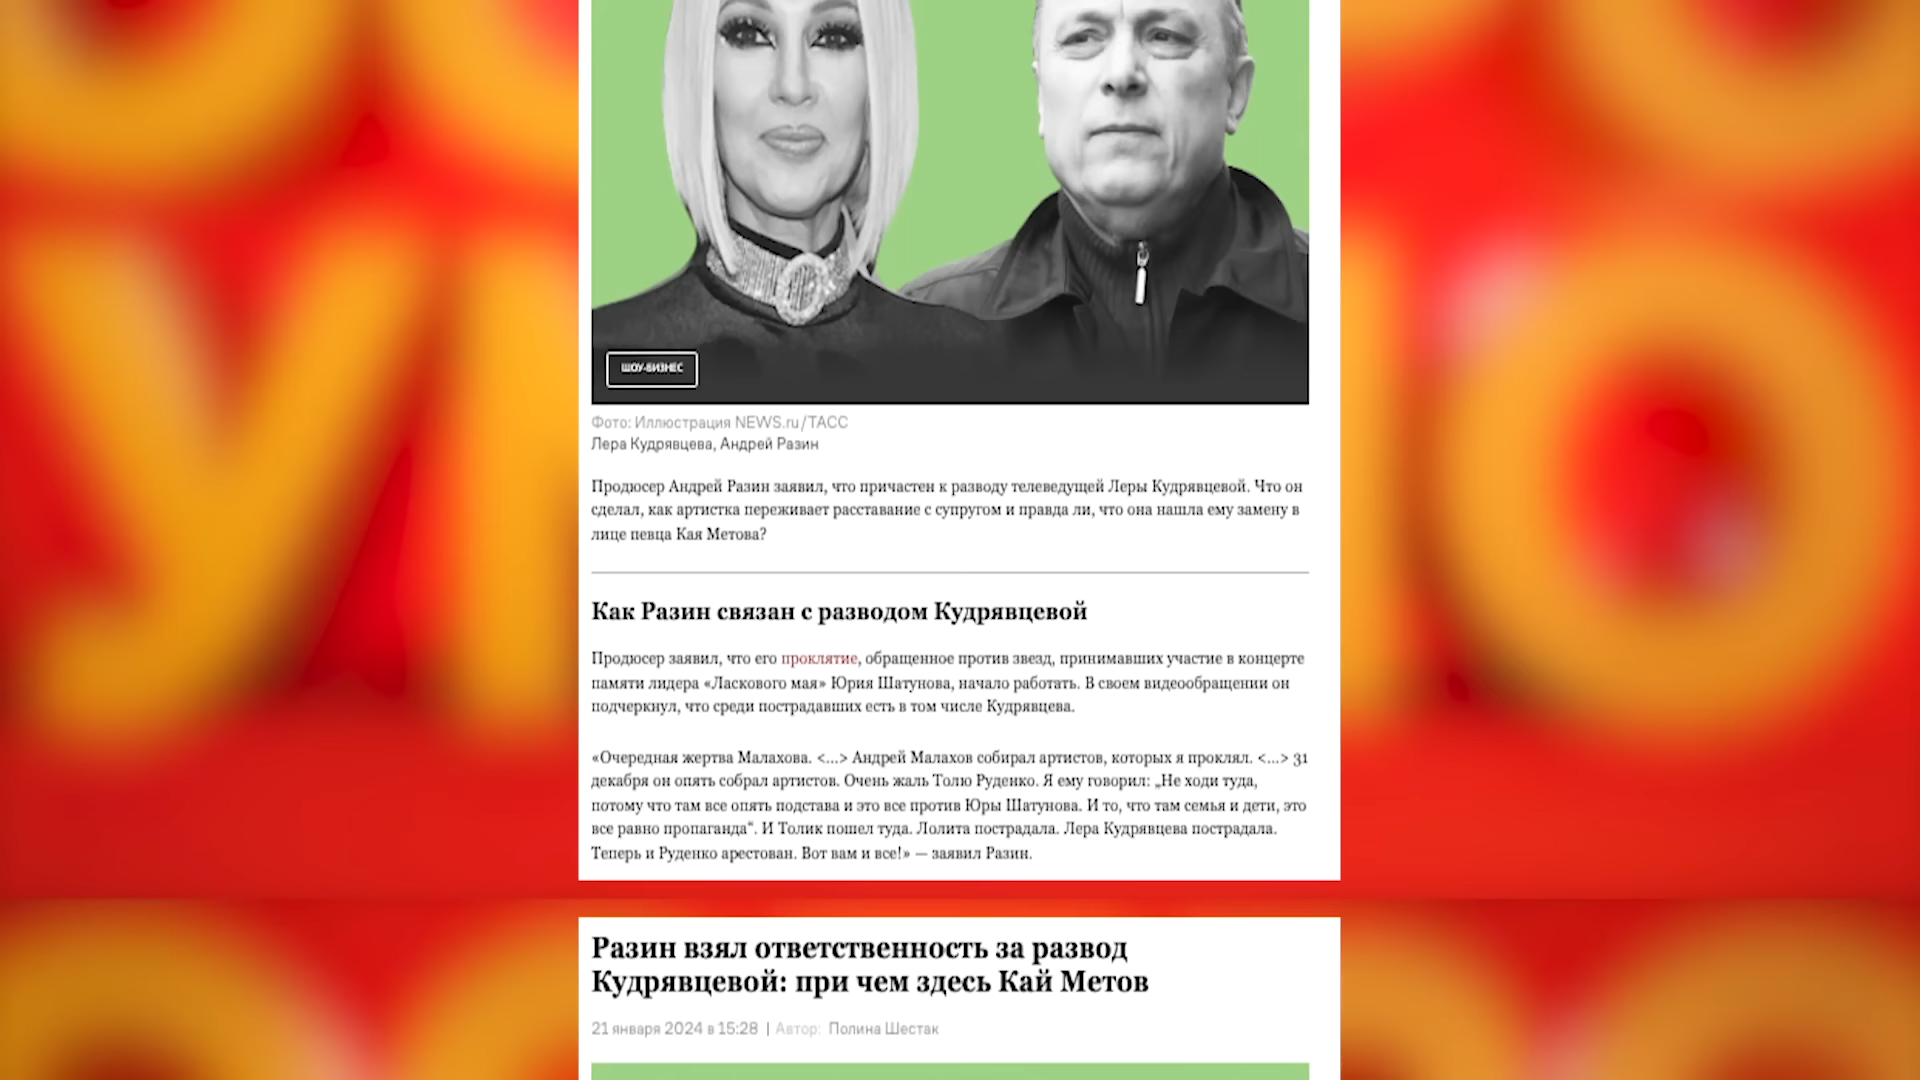 ШОУ-БИЗНЕС
Фото: Иллюстрация NEWS.ru/ТАСС
Лера Кудрявцева, Андрей Разин
Продюсер Андрей Разин заявил, что причастен к разводу телеведущей Леры Кудрявцевой. Что он
сделал, как артистка переживает расставание с супругом и правда ли, что она нашла ему замену в
лице певца Кая Метова?
Как Разин связан с разводом Кудрявцевой
Продюсер заявил, что его проклятие, обращенное против звезд, принимавших участие в концерте
памяти лидера «Ласкового мая» Юрия Шатунова, начало работать. В своем видеообращении он
подчеркнул, что среди пострадавших есть в том числе Кудрявцева.
«Очередная жертва Малахова. <...> Андрей Малахов собирал артистов, которых я проклял. <...> 31
декабря он опять собрал артистов. Очень жаль Толю Руденко. Я ему говорил: „Не ходи туда,
потому что там все опять подстава и это все против Юры Шатунова. И то, что там семья и дети, это
все равно пропаганда“. И Толик пошел туда. Лолита пострадала. Лера Кудрявцева пострадала.
Теперь и Руденко арестован. Вот вам и все!» — заявил Разин.
Разин взял ответственность за развод
Кудрявцевой: при чем здесь Кай Метов
21 января 2024 в 15:28 | Автор: Полина Шестак